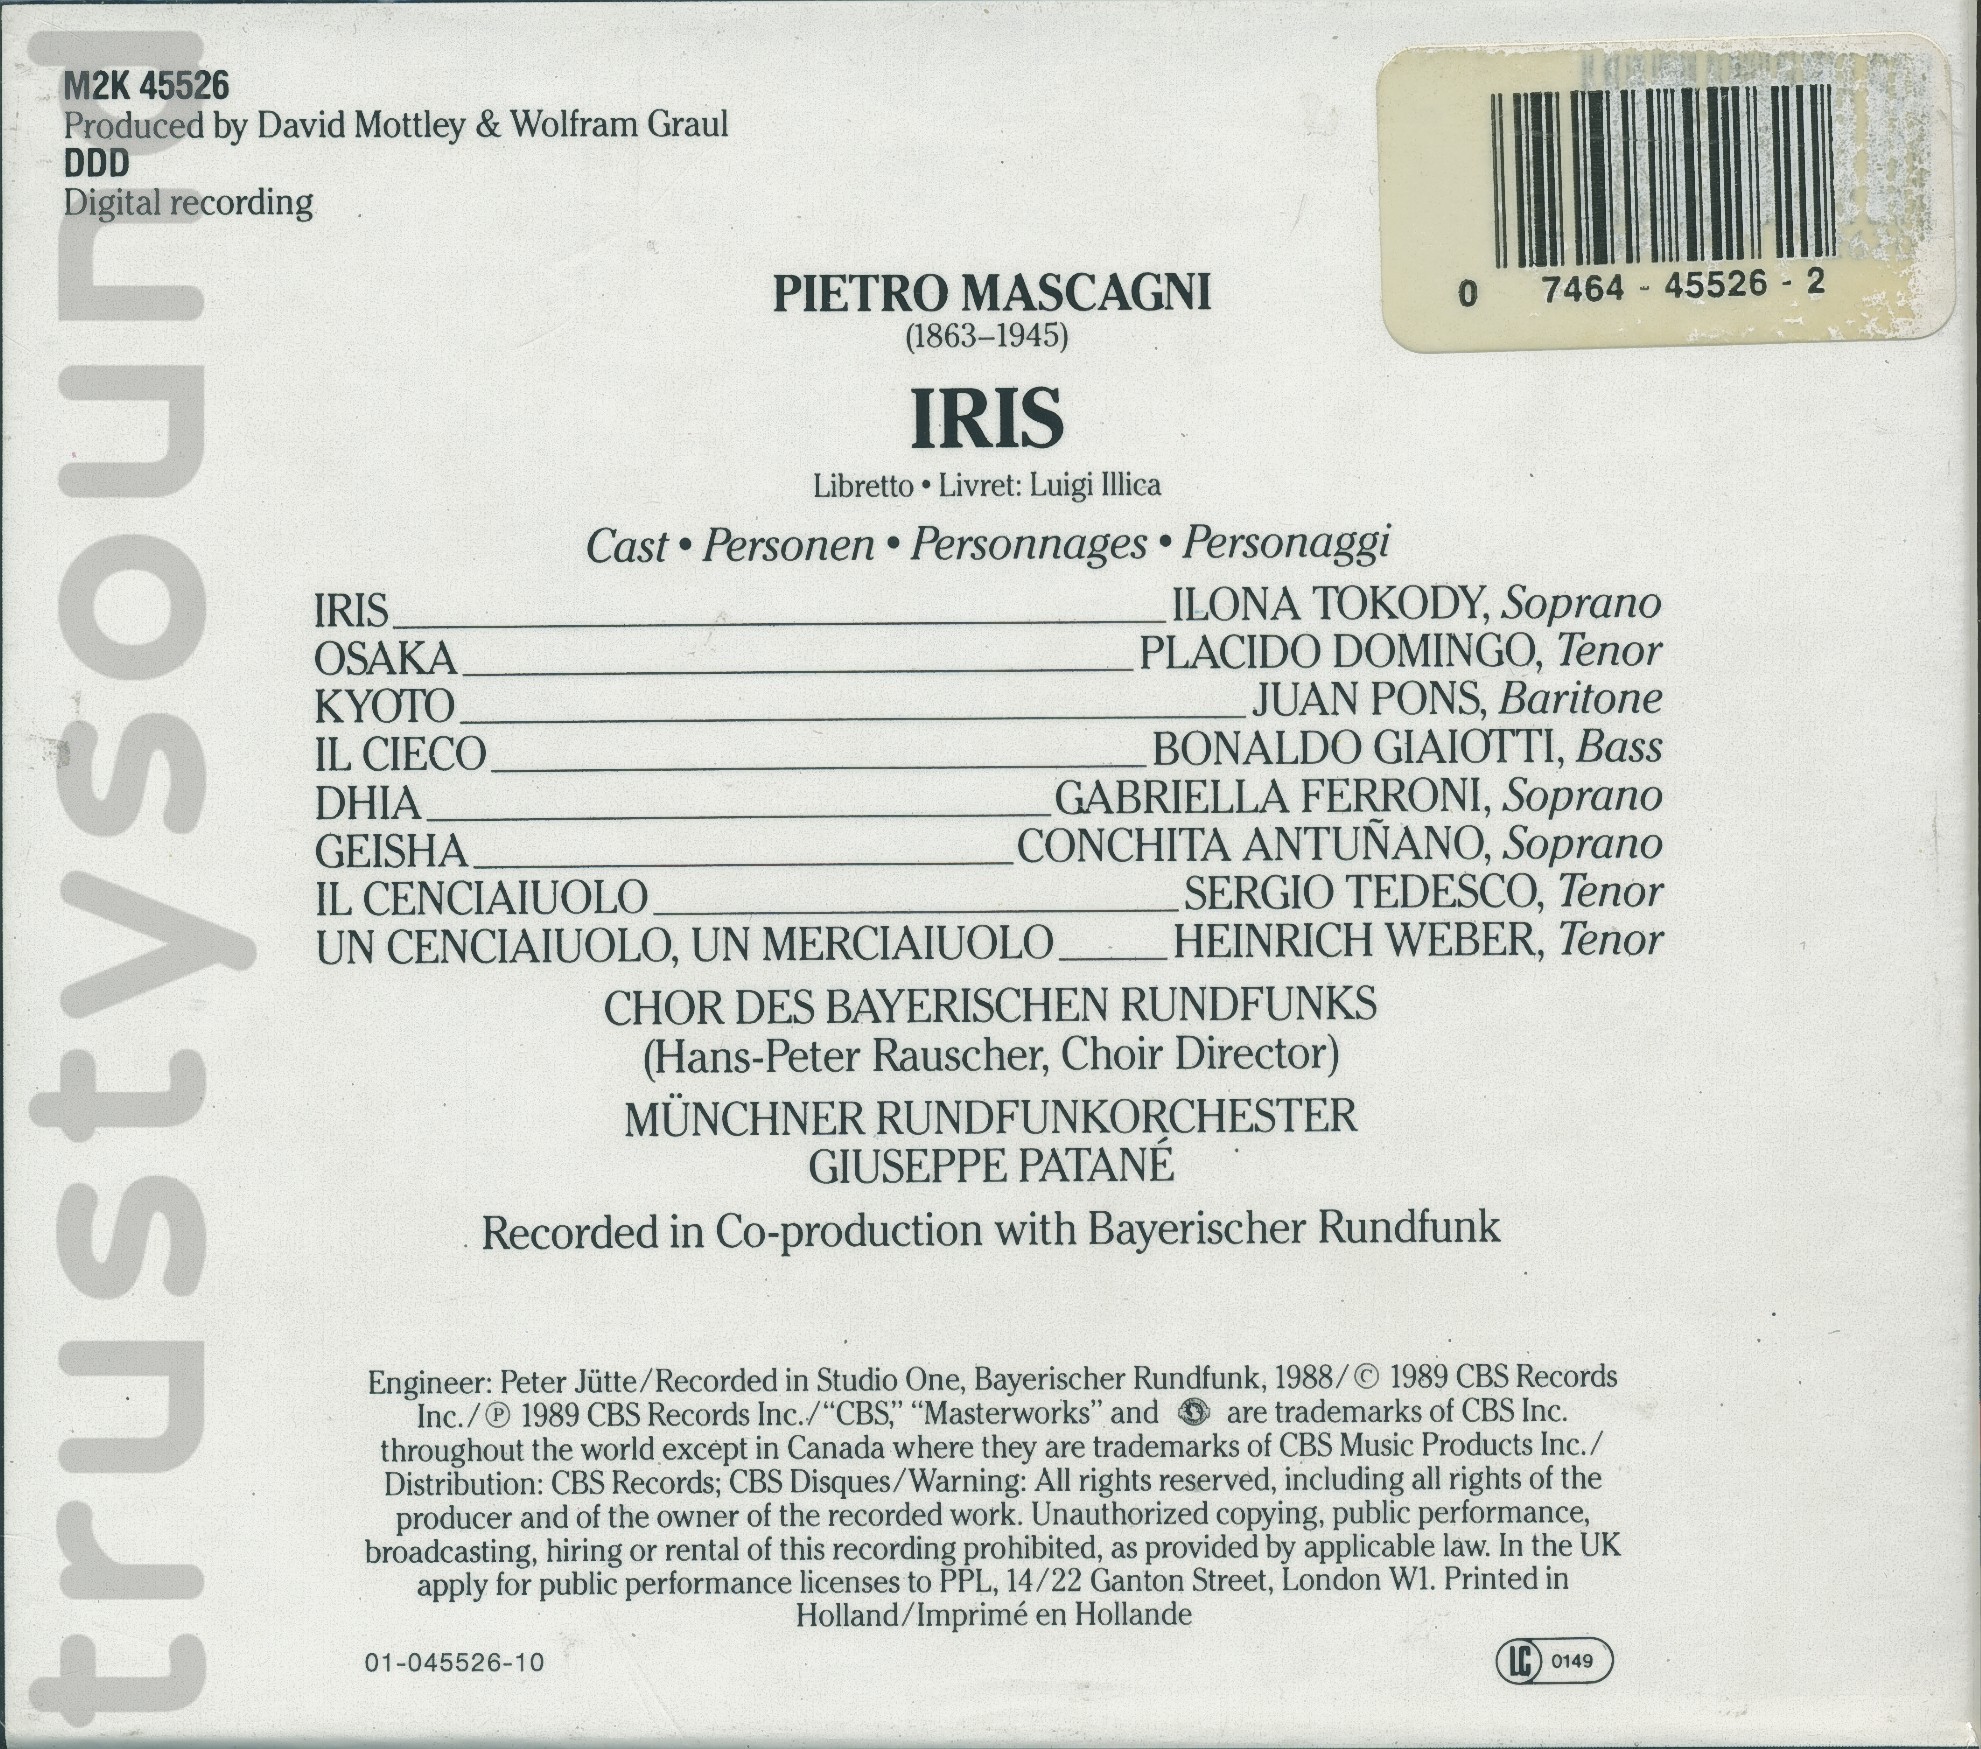 M2K 45526
Produced by David Mottley & Wolfram Graul
DDD
Digital recording
0 7464 - 45526 - 2
PIETRO MASCAGNI
(1863–1945)
IRIS
Libretto • Livret: Luigi Illica
Cast • Personen • Personnages • Personaggi
IRIS ILONA TOKODY, Soprano
OSAKA PLACIDO DOMINGO, Tenor
KYOTO JUAN PONS, Baritone
IL CIECO BONALDO GIAIOTTI, Bass
DHIA GABRIELLA FERRONI, Soprano
GEISHA CONCHITA ANTUÑANO, Soprano
IL CENCIAIUOLO SERGIO TEDESCO, Tenor
UN CENCIAIUOLO, UN MERCIAIUOLO HEINRICH WEBER, Tenor
CHOR DES BAYERISCHEN RUNDFUNKS
(Hans-Peter Rauscher, Choir Director)
MÜNCHNER RUNDFUNKORCHESTER
GIUSEPPE PATANÉ
Recorded in Co-production with Bayerischer Rundfunk
Engineer: Peter Jütte/Recorded in Studio One, Bayerischer Rundfunk, 1988/© 1989 CBS Records
Inc./℗ 1989 CBS Records Inc./“CBS,” “Masterworks” and are trademarks of CBS Inc.
throughout the world except in Canada where they are trademarks of CBS Music Products Inc./
Distribution: CBS Records; CBS Disques/Warning: All rights reserved, including all rights of the
producer and of the owner of the recorded work. Unauthorized copying, public performance,
broadcasting, hiring or rental of this recording prohibited, as provided by applicable law. In the UK
apply for public performance licenses to PPL, 14/22 Ganton Street, London W1. Printed in
Holland/Imprimé en Hollande
01-045526-10
LC 0149
trustysound